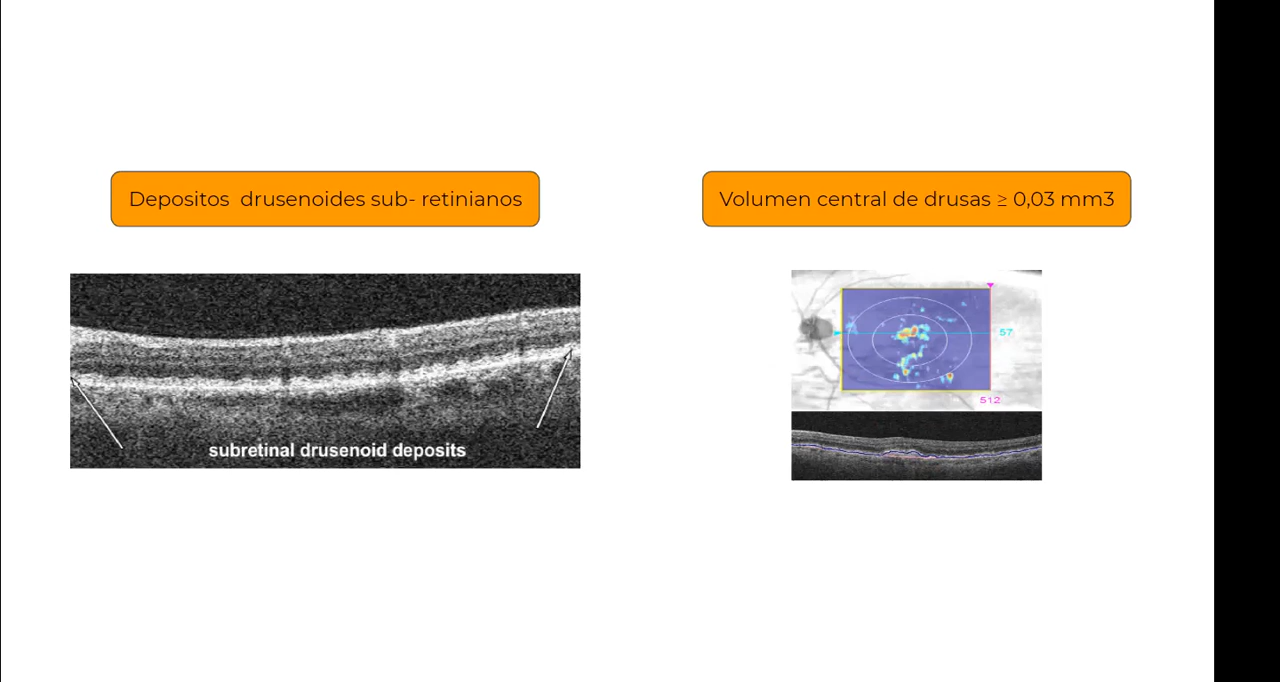 Depositos drusenoides sub- retinianos
Volumen central de drusas ≥ 0,03 mm3
subretinal drusenoid deposits
57
512